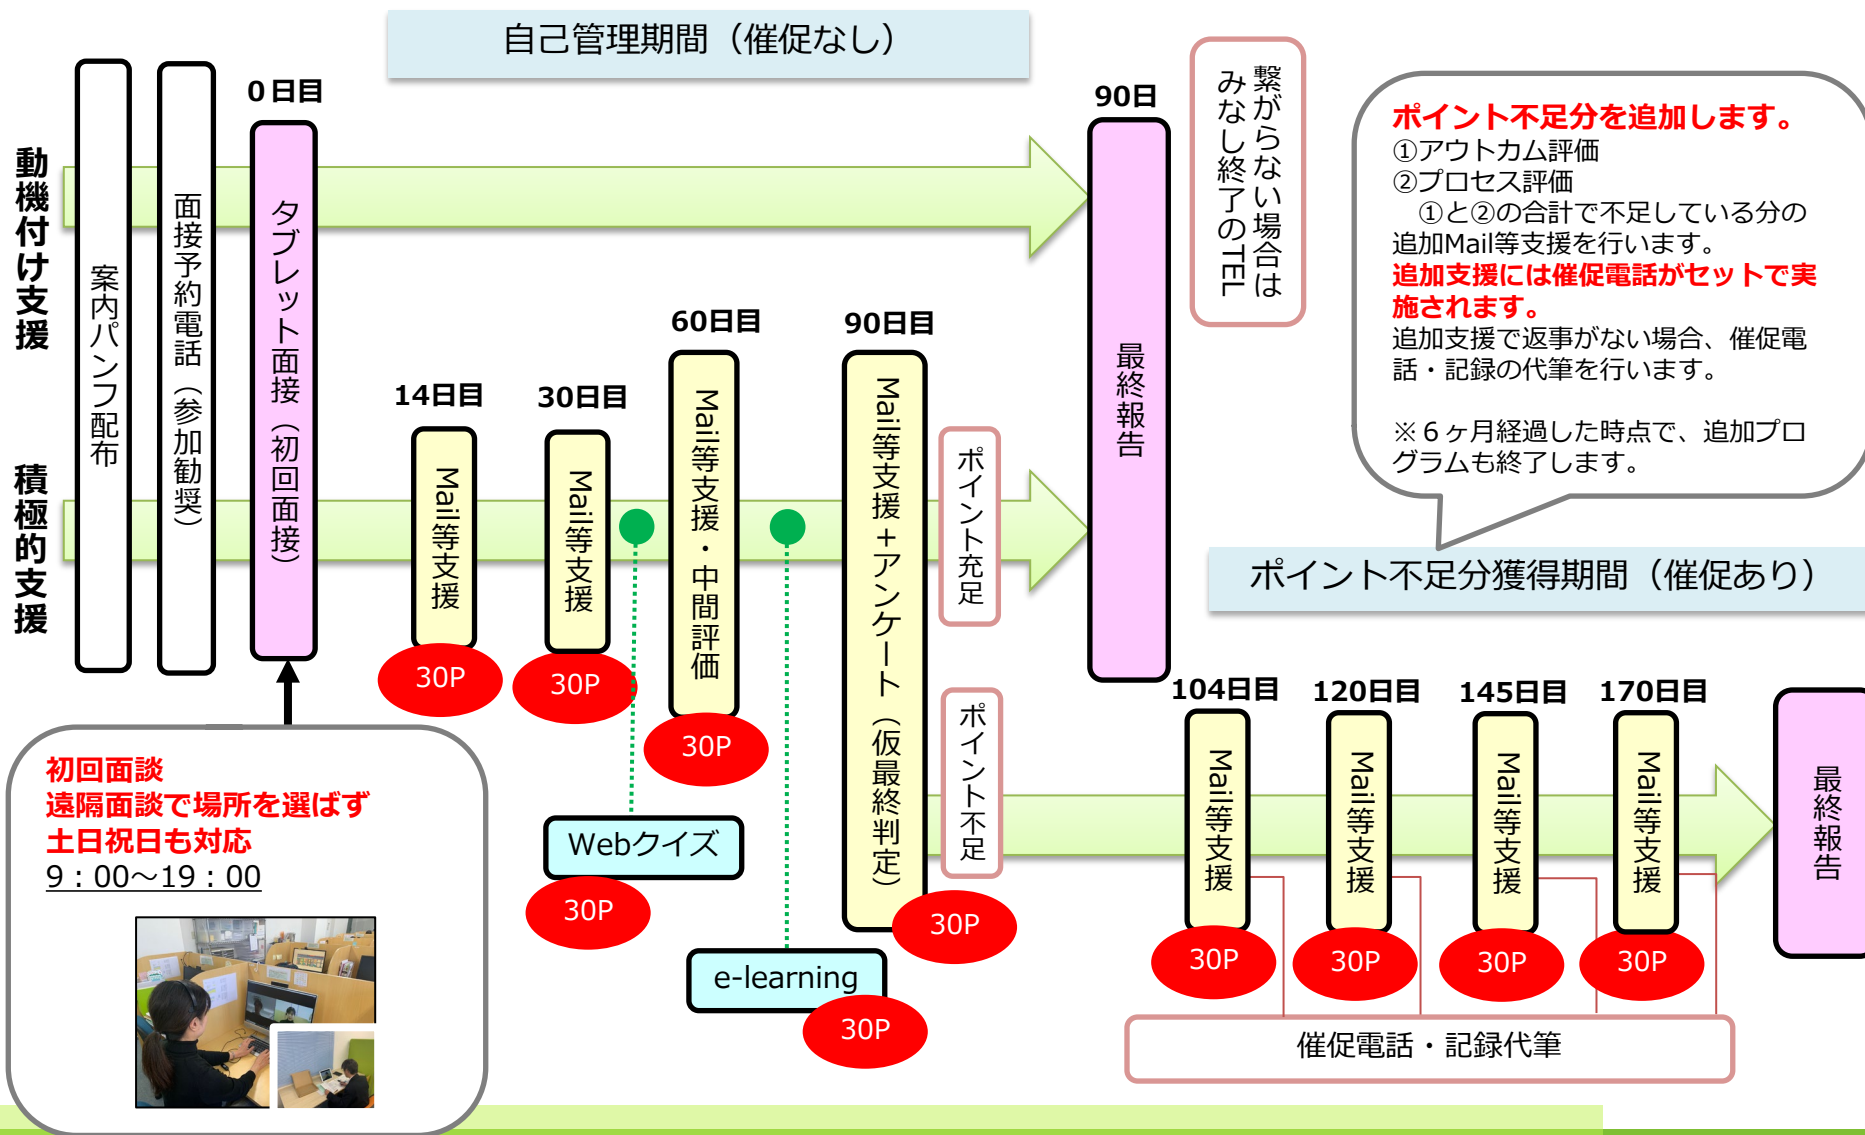 自己管理期間（催促なし）
0日目
90日
動機付け支援
積極的支援
案内パンフ配布
面接予約電話（参加勧奨）
タブレット面接（初回面接）
14日目
Mail等支援
30P
30日目
Mail等支援
30P
60日目
Mail等支援・中間評価
30P
90日目
Mail等支援＋アンケート（仮最終判定）
30P
Webクイズ
30P
e-learning
30P
ポイント充足
ポイント不足
最終報告
繋がらない場合は
みなし終了のTEL
ポイント不足分を追加します。
①アウトカム評価
②プロセス評価
①と②の合計で不足している分の
追加Mail等支援を行います。
追加支援には催促電話がセットで実
施されます。
追加支援で返事がない場合、催促電
話・記録の代筆を行います。
※６ヶ月経過した時点で、追加プロ
グラムも終了します。
ポイント不足分獲得期間（催促あり）
104日目
Mail等支援
30P
120日目
Mail等支援
30P
145日目
Mail等支援
30P
170日目
Mail等支援
30P
催促電話・記録代筆
最終報告
初回面談
遠隔面談で場所を選ばず
土日祝日も対応
9：00～19：00